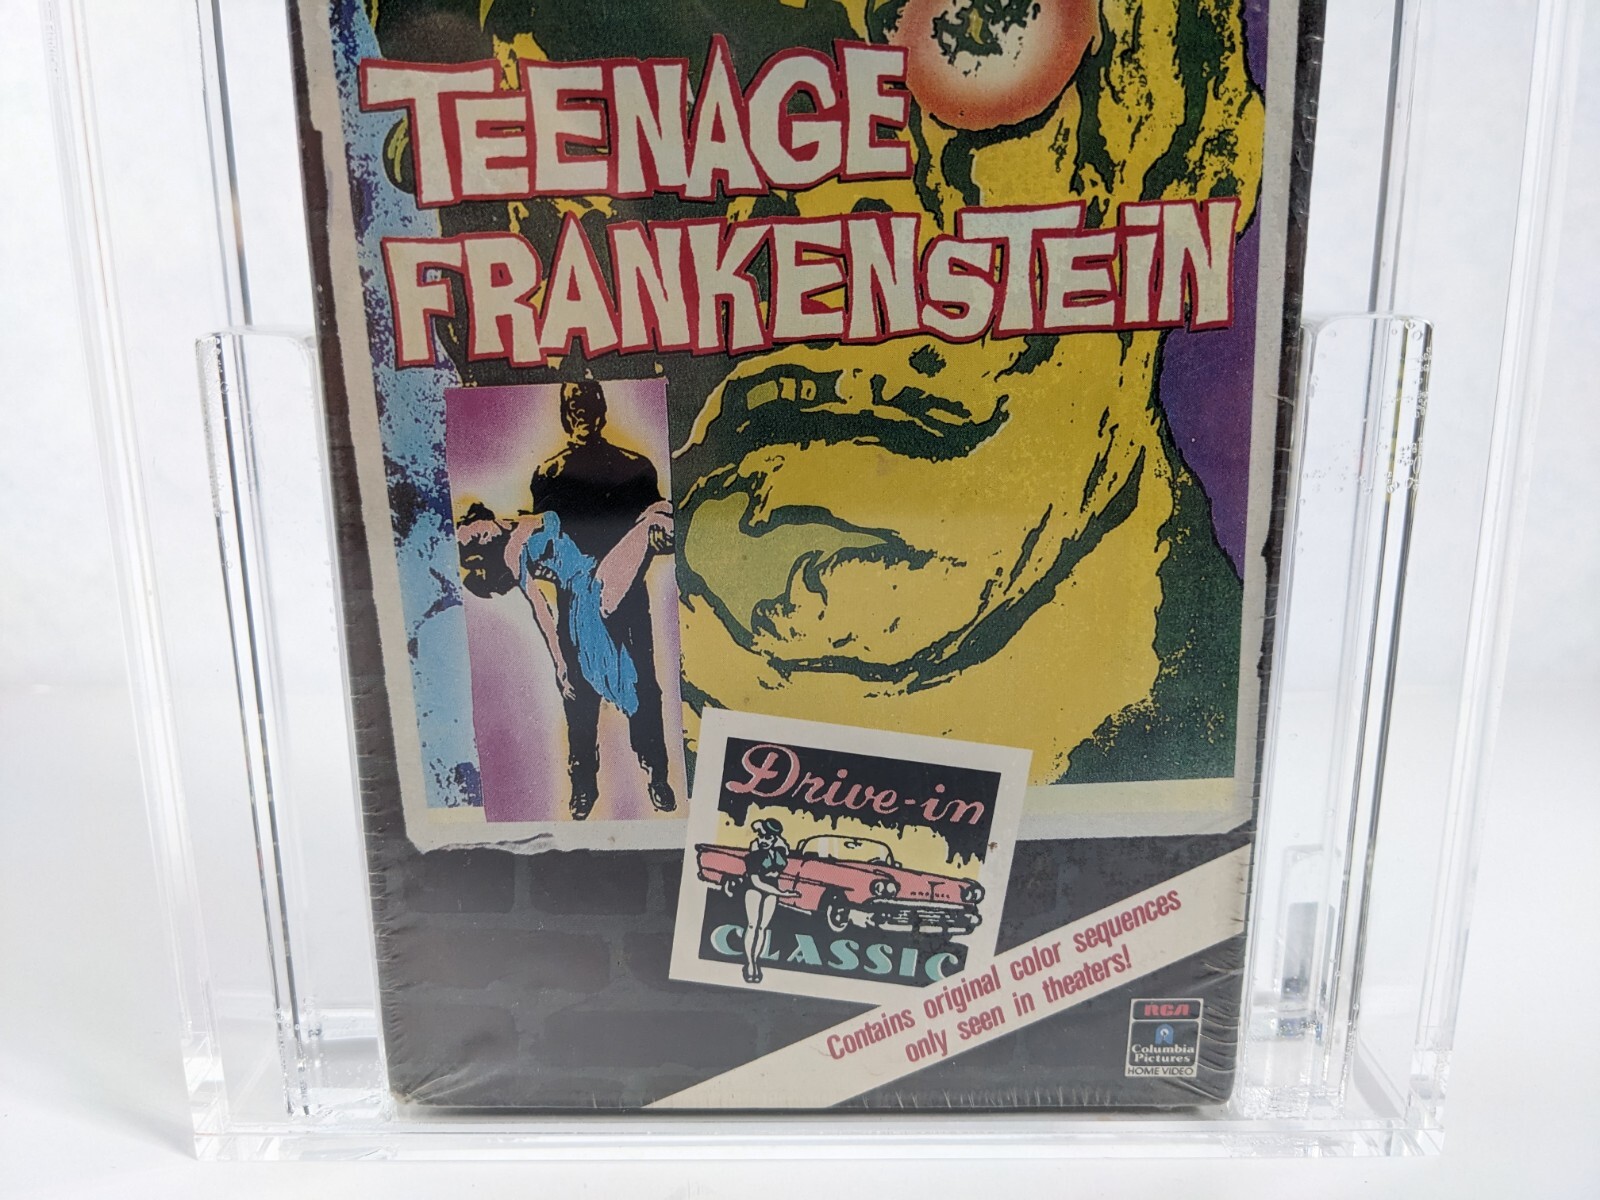 TEENAGE
FRANKENSTEiN
Drive-in
CLASSIC
Contains original color sequences
only seen in theaters!
RCA
Columbia
Pictures
HOME VIDEO